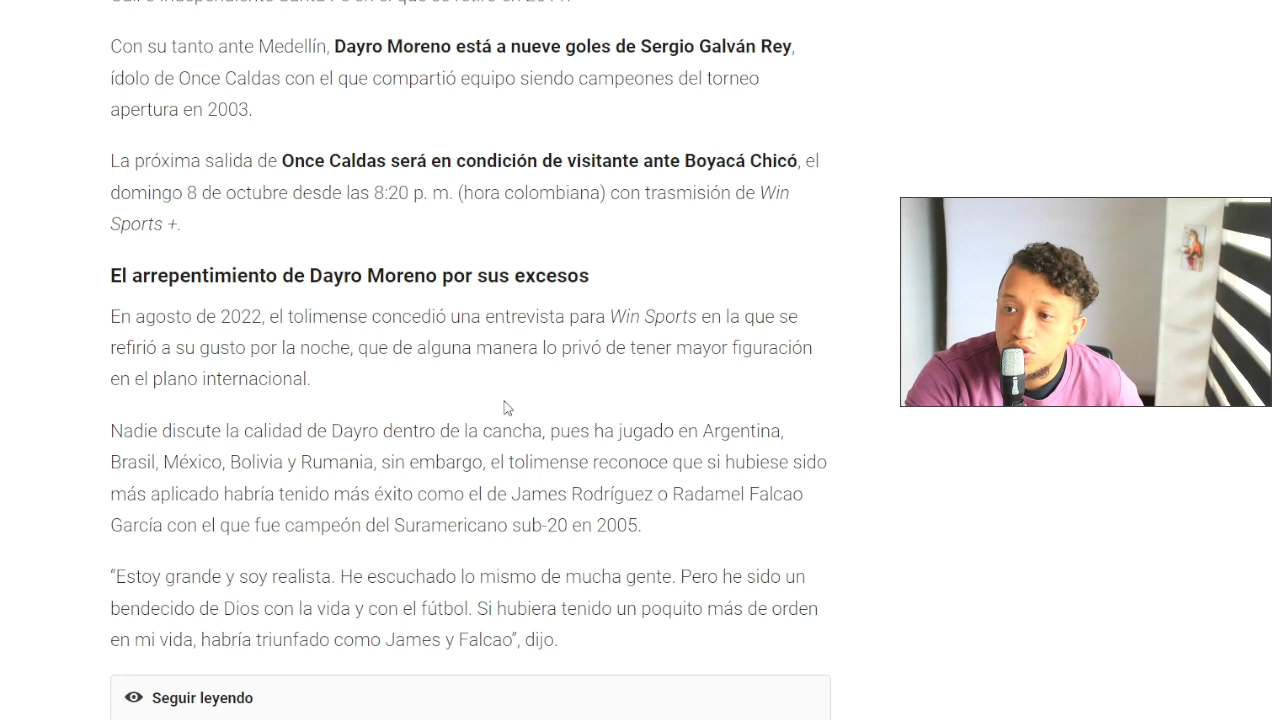 Con su tanto ante Medellín, Dayro Moreno está a nueve goles de Sergio Galván Rey,
ídolo de Once Caldas con el que compartió equipo siendo campeones del torneo
apertura en 2003.
La próxima salida de Once Caldas será en condición de visitante ante Boyacá Chicó, el
domingo 8 de octubre desde las 8:20 p. m. (hora colombiana) con trasmisión de Win
Sports +.
El arrepentimiento de Dayro Moreno por sus excesos
En agosto de 2022, el tolimense concedió una entrevista para Win Sports en la que se
refirió a su gusto por la noche, que de alguna manera lo privó de tener mayor figuración
en el plano internacional.
Nadie discute la calidad de Dayro dentro de la cancha, pues ha jugado en Argentina,
Brasil, México, Bolivia y Rumania, sin embargo, el tolimense reconoce que si hubiese sido
más aplicado habría tenido más éxito como el de James Rodríguez o Radamel Falcao
García con el que fue campeón del Suramericano sub-20 en 2005.
“Estoy grande y soy realista. He escuchado lo mismo de mucha gente. Pero he sido un
bendecido de Dios con la vida y con el fútbol. Si hubiera tenido un poquito más de orden
en mi vida, habría triunfado como James y Falcao”, dijo.
Seguir leyendo